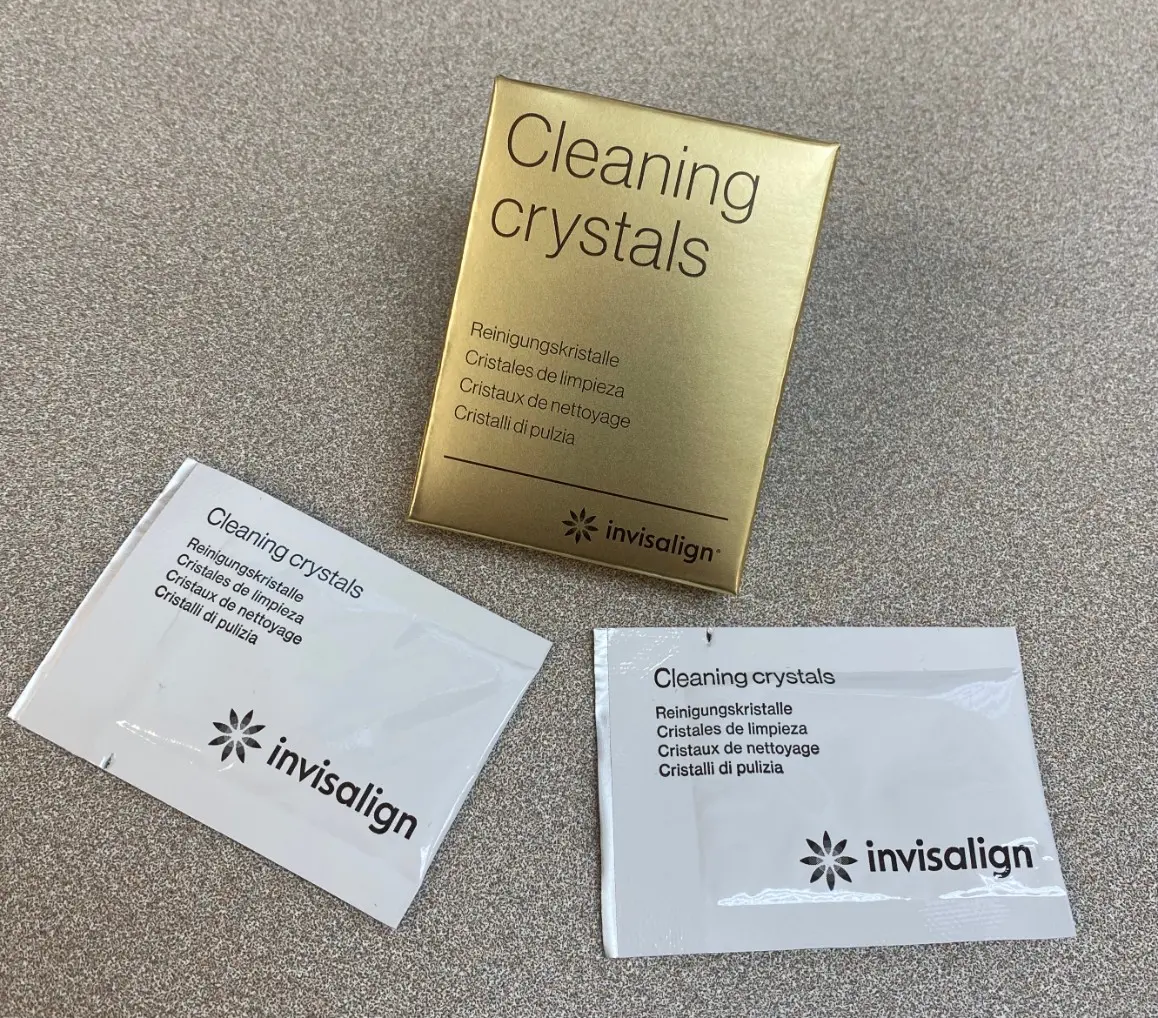 Cleaning
crystals
Reinigungskristalle
Cristales de limpieza
Cristaux de nettoyage
Cristalli di pulzia
invisalign®
Cleaning crystals
Reinigungskristalle
Cristales de limpieza
Cristaux de nettoyage
Cristalli di pulizia
invisalign
Cleaning crystals
Reinigungskristalle
Cristales de limpieza
Cristaux de nettoyage
Cristalli di pulizia
invisalign